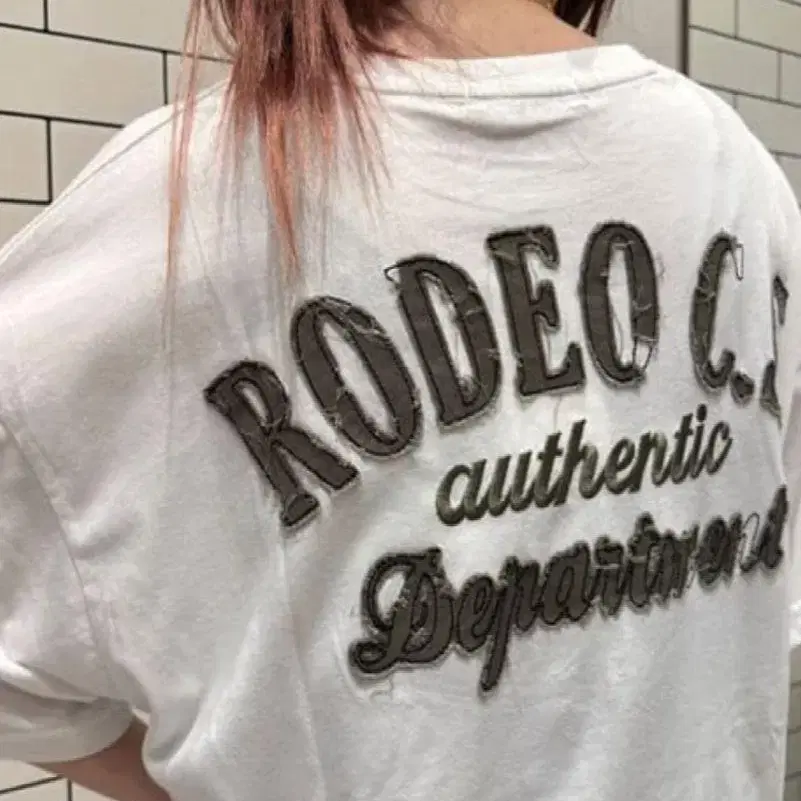 RODEO C.
authentic
Department